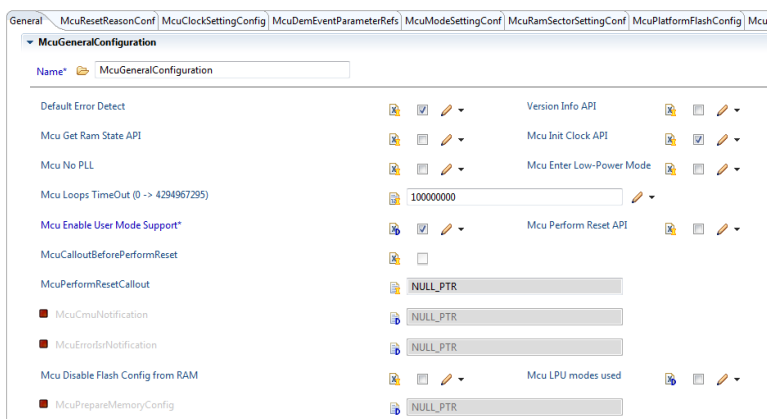 General McuResetReasonConf McuClockSettingConfig McuDemEventParameterRefs McuModeSettingConf McuRamSectorSettingConf McuPlatformFlashConfig Mcu
McuGeneralConfiguration
Name* McuGeneralConfiguration
Default Error Detect Version Info API
Mcu Get Ram State API Mcu Init Clock API
Mcu No PLL Mcu Enter Low-Power Mode
Mcu Loops TimeOut (0 -> 4294967295) 100000000
Mcu Enable User Mode Support* Mcu Perform Reset API
McuCalloutBeforePerformReset
McuPerformResetCallout NULL_PTR
McuCmuNotification NULL_PTR
McuErrorIsrNotification NULL_PTR
Mcu Disable Flash Config from RAM Mcu LPU modes used
McuPrepareMemoryConfig NULL_PTR